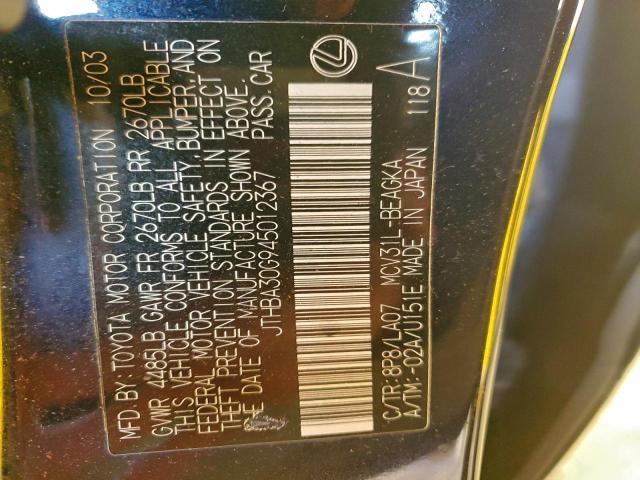 MFD. BY TOYOTA MOTOR CORPORATION 10/03
GVWR 4485LB GAWR FR 2670LB RR 2670LB
THIS VEHICLE CONFORMS TO ALL APPLICABLE
FEDERAL MOTOR VEHICLE SAFETY, BUMPER, AND
THEFT PREVENTION STANDARDS IN EFFECT ON
THE DATE OF MANUFACTURE SHOWN ABOVE.
JTHBA30G945012367 PASS. CAR
C/TR: 8P8/LA07 MCV31L-BEAGKA
A/TM: -02A/U151E MADE IN JAPAN 118A